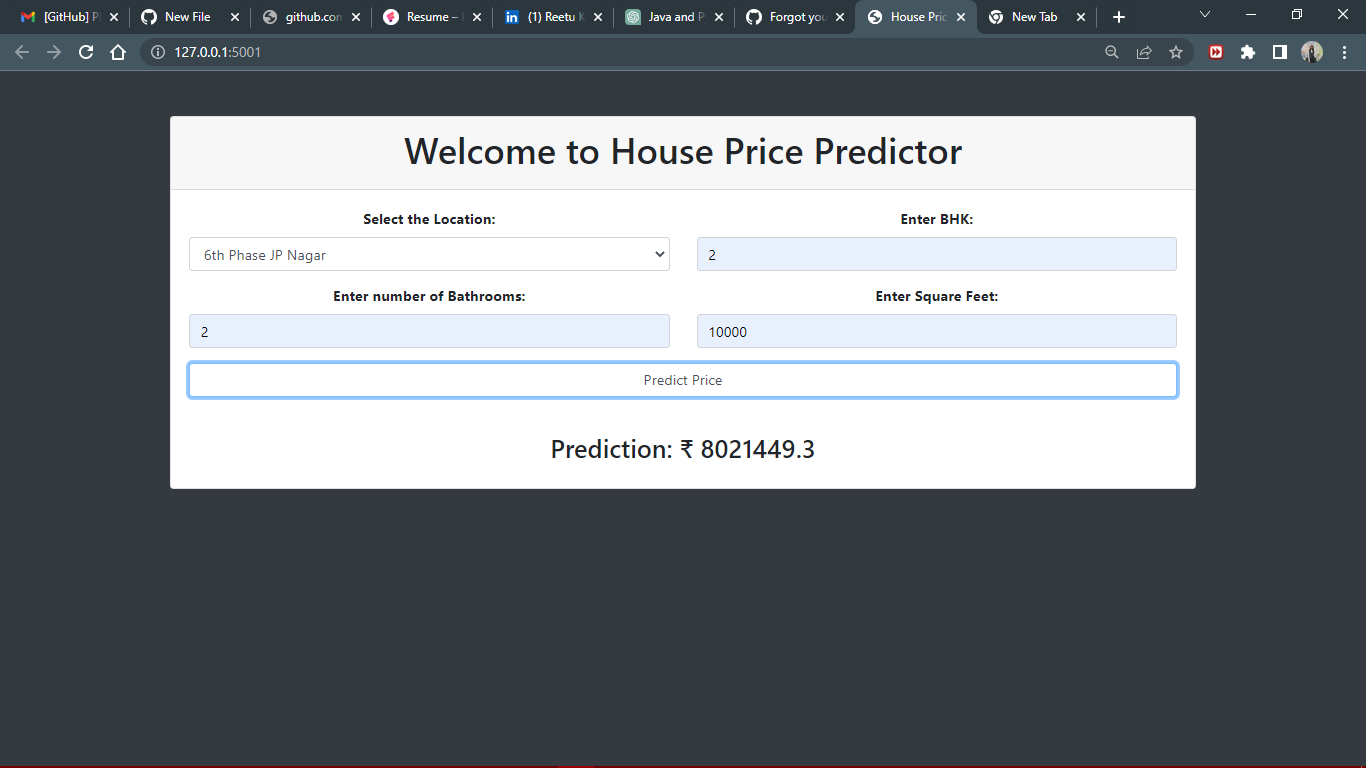 [GitHub] Pl
New File
github.com
Resume –
(1) Reetu K
Java and P
Forgot you
House Pric
New Tab
127.0.0.1:5001
Welcome to House Price Predictor
Select the Location:
Enter BHK:
6th Phase JP Nagar
2
Enter number of Bathrooms:
Enter Square Feet:
2
10000
Predict Price
Prediction: ₹ 8021449.3